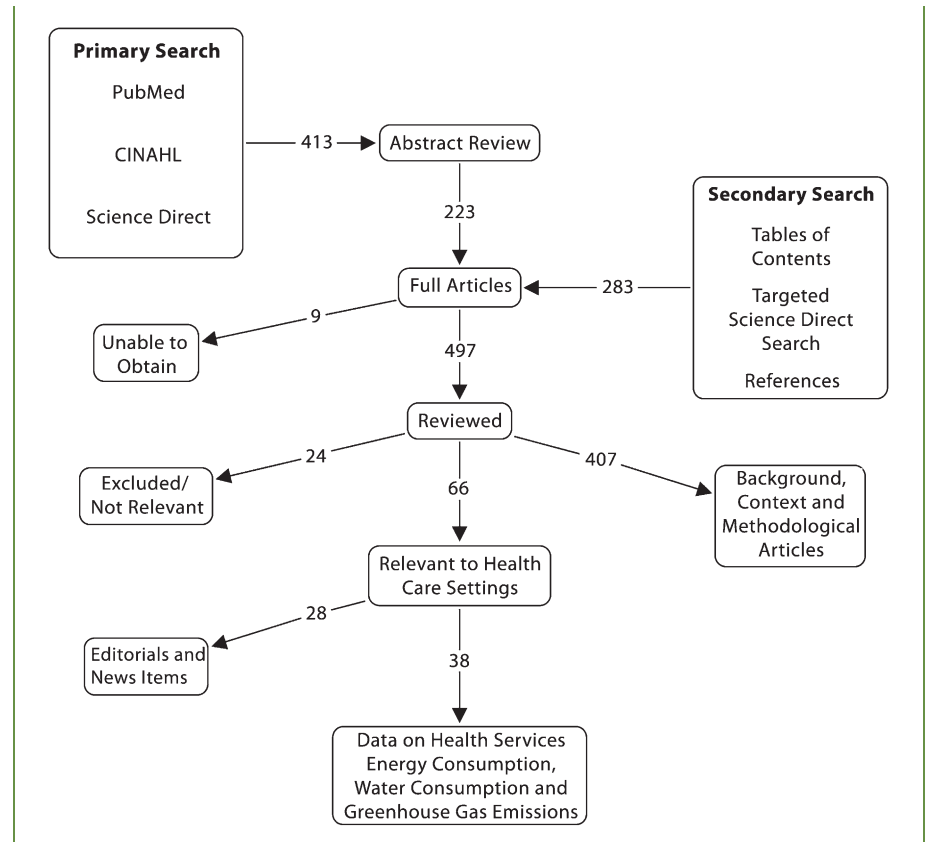 Primary Search
PubMed
CINAHL
Science Direct
413
Abstract Review
223
Secondary Search
Tables of
Contents
Targeted
Science Direct
Search
References
283
Full Articles
9
Unable to
Obtain
497
Reviewed
24
Excluded/
Not Relevant
66
407
Background,
Context and
Methodological
Articles
Relevant to Health
Care Settings
28
Editorials and
News Items
38
Data on Health Services
Energy Consumption,
Water Consumption and
Greenhouse Gas Emissions